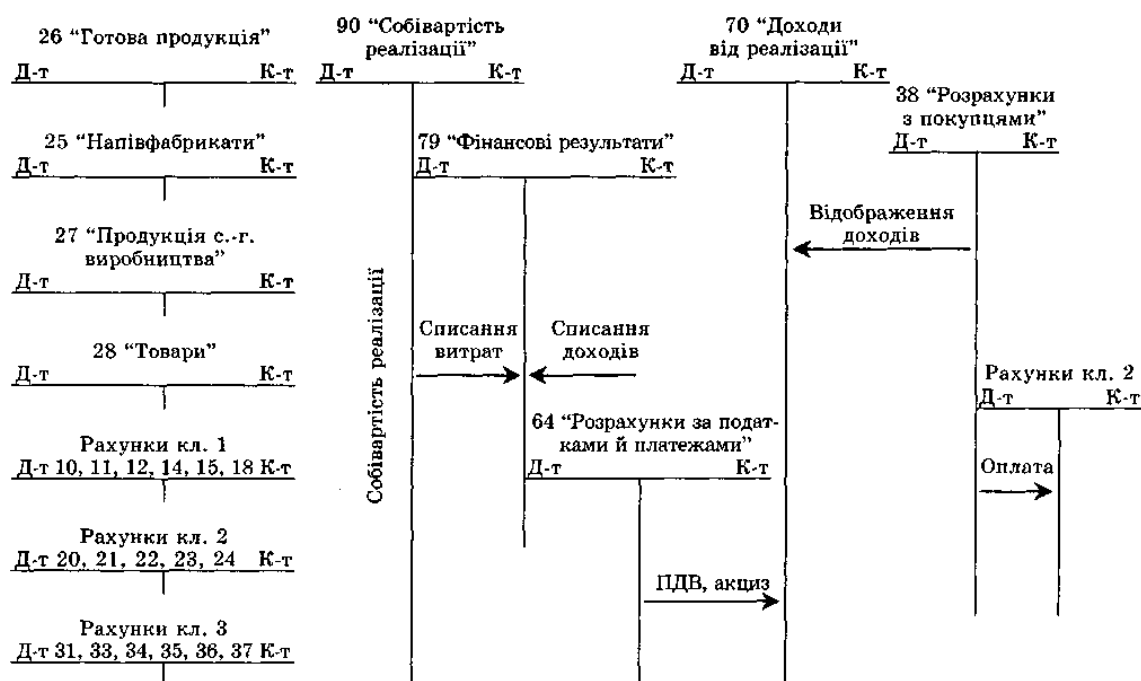 26 “Готова продукція”
Д-т К-т
25 “Напівфабрикати”
Д-т К-т
27 “Продукція с.-г.
виробництва”
Д-т К-т
28 “Товари”
Д-т К-т
Рахунки кл. 1
Д-т 10, 11, 12, 14, 15, 18 К-т
Рахунки кл. 2
Д-т 20, 21, 22, 23, 24 К-т
Рахунки кл. 3
Д-т 31, 33, 34, 35, 36, 37 К-т
90 “Собівартість
реалізації”
Д-т К-т
Собівартість реалізації
79 “Фінансові результати”
Д-т К-т
Списання
витрат
Списання
доходів
64 “Розрахунки за подат-
ками й платежами”
Д-т К-т
ПДВ, акциз
70 “Доходи
від реалізації”
Д-т К-т
38 “Розрахунки
з покупцями”
Д-т К-т
Відображення
доходів
Рахунки кл. 2
Д-т К-т
Оплата